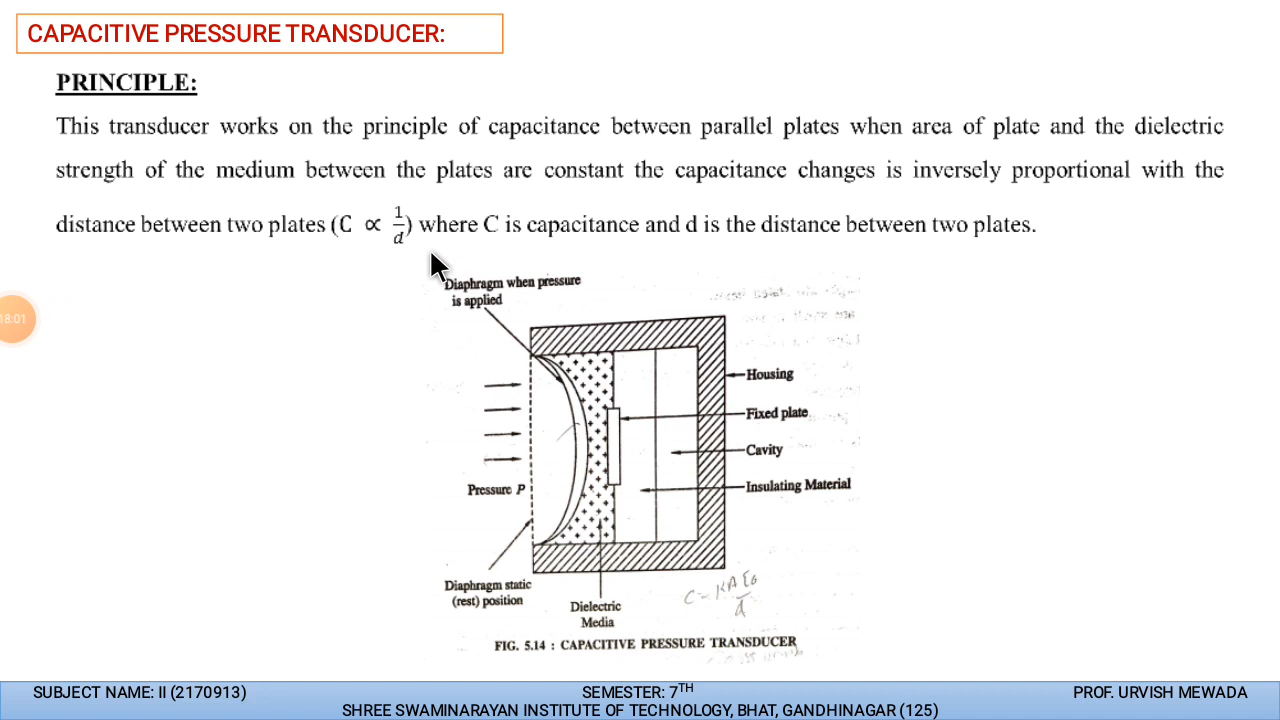 CAPACITIVE PRESSURE TRANSDUCER:
PRINCIPLE:
This transducer works on the principle of capacitance between parallel plates when area of plate and the dielectric
strength of the medium between the plates are constant the capacitance changes is inversely proportional with the
distance between two plates (C ∝ 1/d) where C is capacitance and d is the distance between two plates.
18:01
Diaphragm when pressure
is applied
Housing
Fixed plate
Cavity
Insulating Material
Pressure P
Diaphragm static
(rest) position
Dielectric
Media
C = KAε₀/d
FIG. 5.14 : CAPACITIVE PRESSURE TRANSDUCER
SUBJECT NAME: II (2170913) SEMESTER: 7TH PROF. URVISH MEWADA
SHREE SWAMINARAYAN INSTITUTE OF TECHNOLOGY, BHAT, GANDHINAGAR (125)